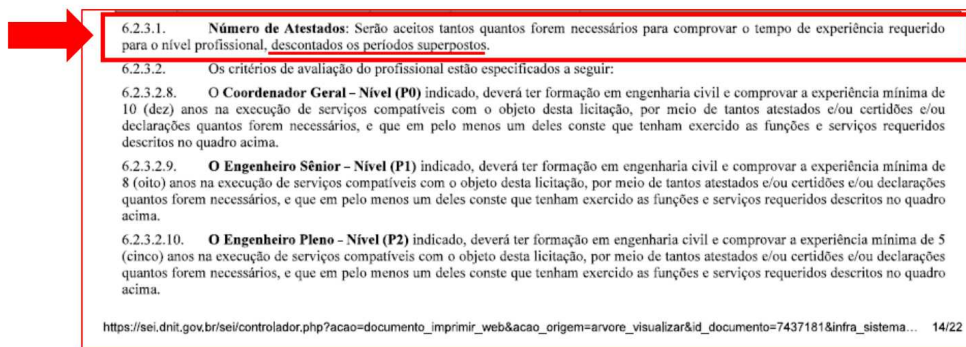 6.2.3.1. Número de Atestados: Serão aceitos tantos quantos forem necessários para comprovar o tempo de experiência requerido
para o nível profissional, descontados os períodos superpostos.
6.2.3.2. Os critérios de avaliação do profissional estão especificados a seguir:
6.2.3.2.8. O Coordenador Geral – Nível (P0) indicado, deverá ter formação em engenharia civil e comprovar a experiência mínima de
10 (dez) anos na execução de serviços compatíveis com o objeto desta licitação, por meio de tantos atestados e/ou certidões e/ou
declarações quantos forem necessários, e que em pelo menos um deles conste que tenham exercido as funções e serviços requeridos
descritos no quadro acima.
6.2.3.2.9. O Engenheiro Sênior – Nível (P1) indicado, deverá ter formação em engenharia civil e comprovar a experiência mínima de
8 (oito) anos na execução de serviços compatíveis com o objeto desta licitação, por meio de tantos atestados e/ou certidões e/ou declarações
quantos forem necessários, e que em pelo menos um deles conste que tenham exercido as funções e serviços requeridos descritos no quadro
acima.
6.2.3.2.10. O Engenheiro Pleno - Nível (P2) indicado, deverá ter formação em engenharia civil e comprovar a experiência mínima de 5
(cinco) anos na execução de serviços compatíveis com o objeto desta licitação, por meio de tantos atestados e/ou certidões e/ou declarações
quantos forem necessários, e que em pelo menos um deles conste que tenham exercido as funções e serviços requeridos descritos no quadro
acima.
https://sei.dnit.gov.br/sei/controlador.php?acao=documento_imprimir_web&acao_origem=arvore_visualizar&id_documento=7437181&infra_sistema... 14/22